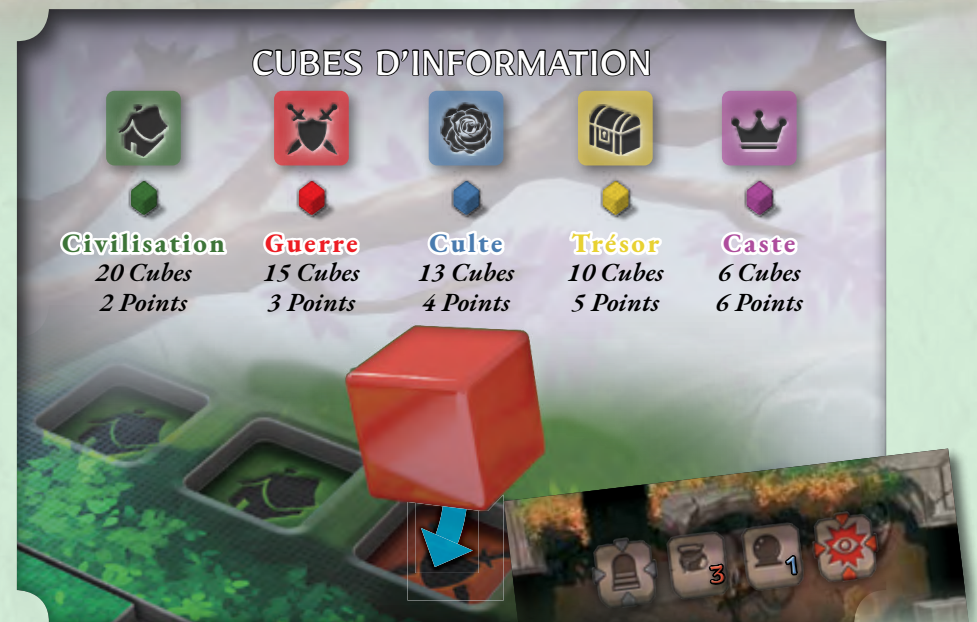 CUBES D'INFORMATION
Civilisation Guerre Culte Trésor Caste
20 Cubes 15 Cubes 13 Cubes 10 Cubes 6 Cubes
2 Points 3 Points 4 Points 5 Points 6 Points
3 1